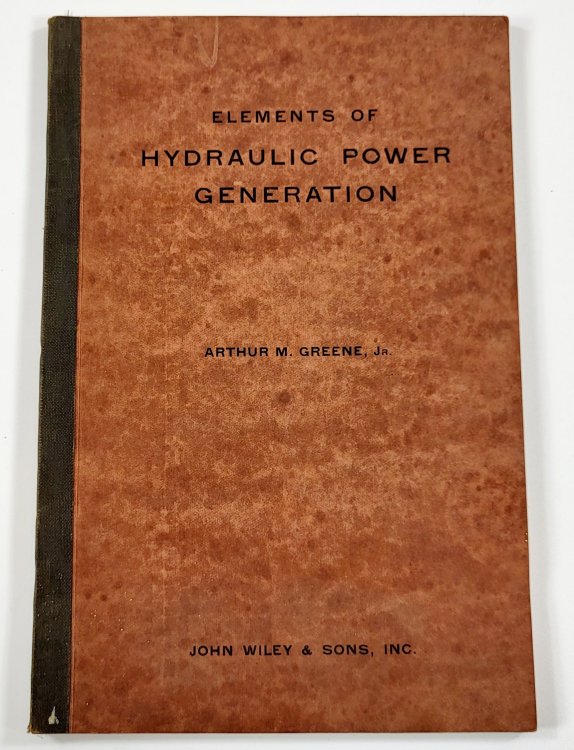 ELEMENTS OF
HYDRAULIC POWER
GENERATION
ARTHUR M. GREENE, JR.
JOHN WILEY & SONS, INC.